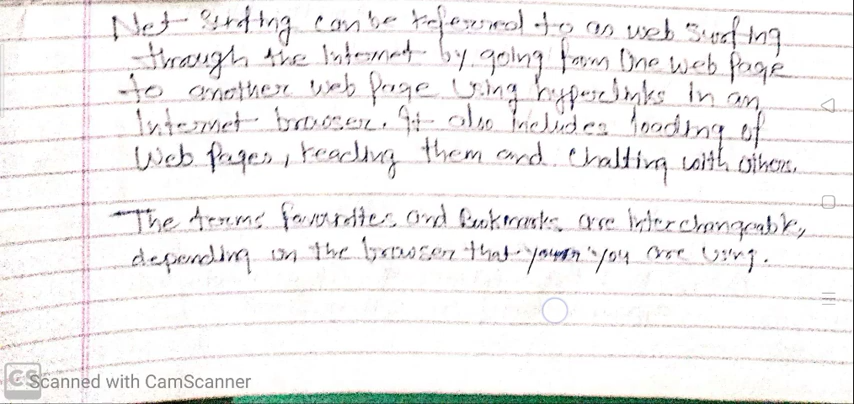 Net surfing can be refeered to as web surfing
through the Internet by going from One web page
to another web page using hyperlinks in an
Internet browser. It also includes loading of
Web Pages, reading them and Chatting with others.
The terms favourites and Bookmarks are Interchangeable,
depending on the browser that you are using.
CS Scanned with CamScanner